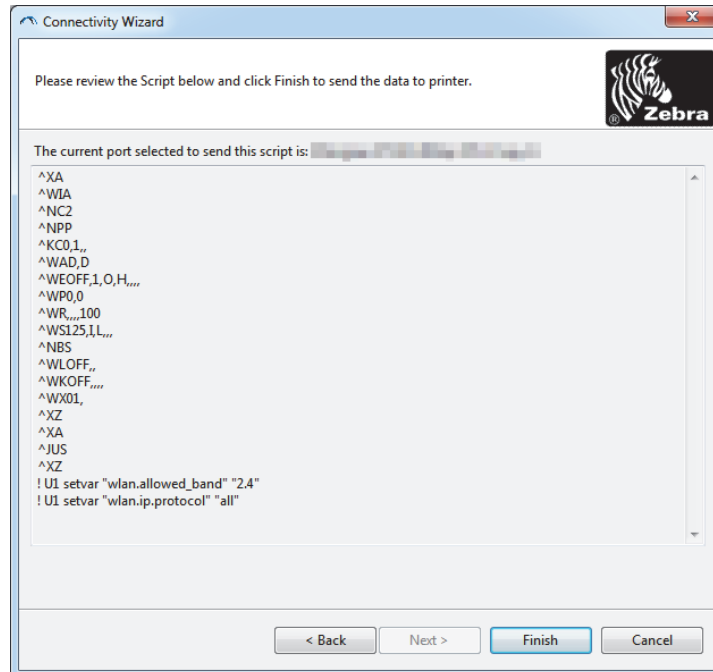 Connectivity Wizard
Please review the Script below and click Finish to send the data to printer.
® Zebra
The current port selected to send this script is:
^XA
^WIA
^NC2
^NPP
^KC0,1,,
^WAD,D
^WEOFF,1,O,H,,,,
^WP0,0
^WR,,,,100
^WS125,I,L,,,
^NBS
^WLOFF,,
^WKOFF,,,,
^WX01,
^XZ
^XA
^JUS
^XZ
! U1 setvar "wlan.allowed_band" "2.4"
! U1 setvar "wlan.ip.protocol" "all"
< Back Next > Finish Cancel